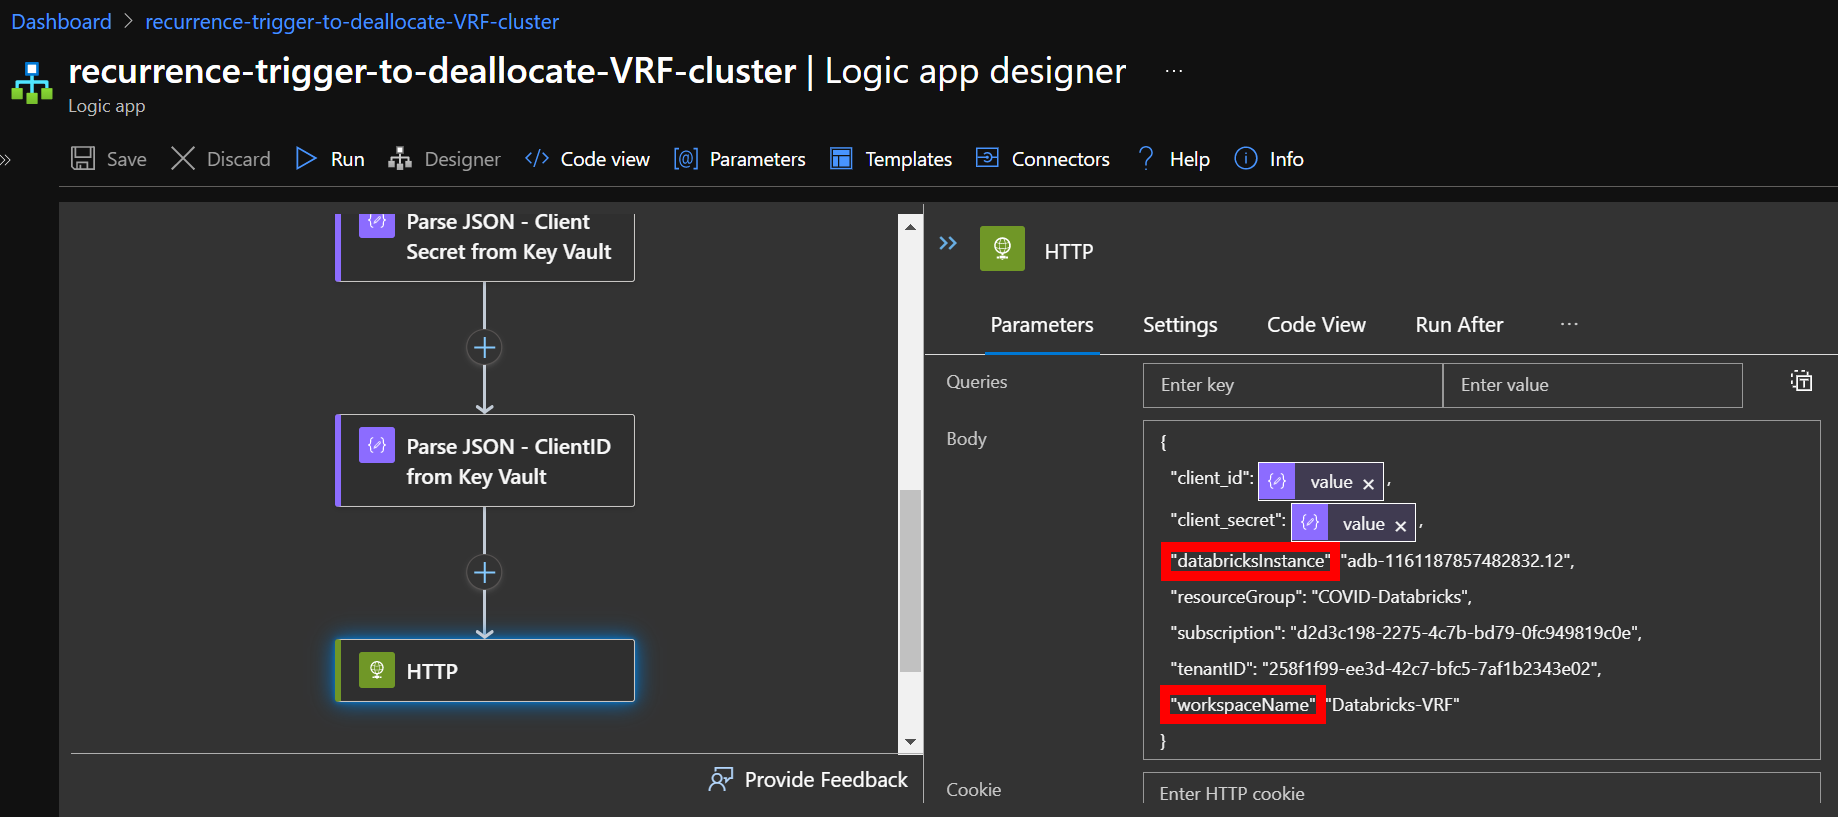 Dashboard > recurrence-trigger-to-deallocate-VRF-cluster
recurrence-trigger-to-deallocate-VRF-cluster | Logic app designer ...
Logic app
Save Discard Run Designer Code view Parameters Templates Connectors Help Info
Parse JSON - Client
Secret from Key Vault
Parse JSON - ClientID
from Key Vault
HTTP
Provide Feedback
HTTP
Parameters Settings Code View Run After ...
Queries Enter key Enter value
Body
{
"client_id": value ,
"client_secret": value ,
"databricksInstance" "adb-1161187857482832.12",
"resourceGroup": "COVID-Databricks",
"subscription": "d2d3c198-2275-4c7b-bd79-0fc949819c0e",
"tenantID": "258f1f99-ee3d-42c7-bfc5-7af1b2343e02",
"workspaceName" "Databricks-VRF"
}
Cookie Enter HTTP cookie